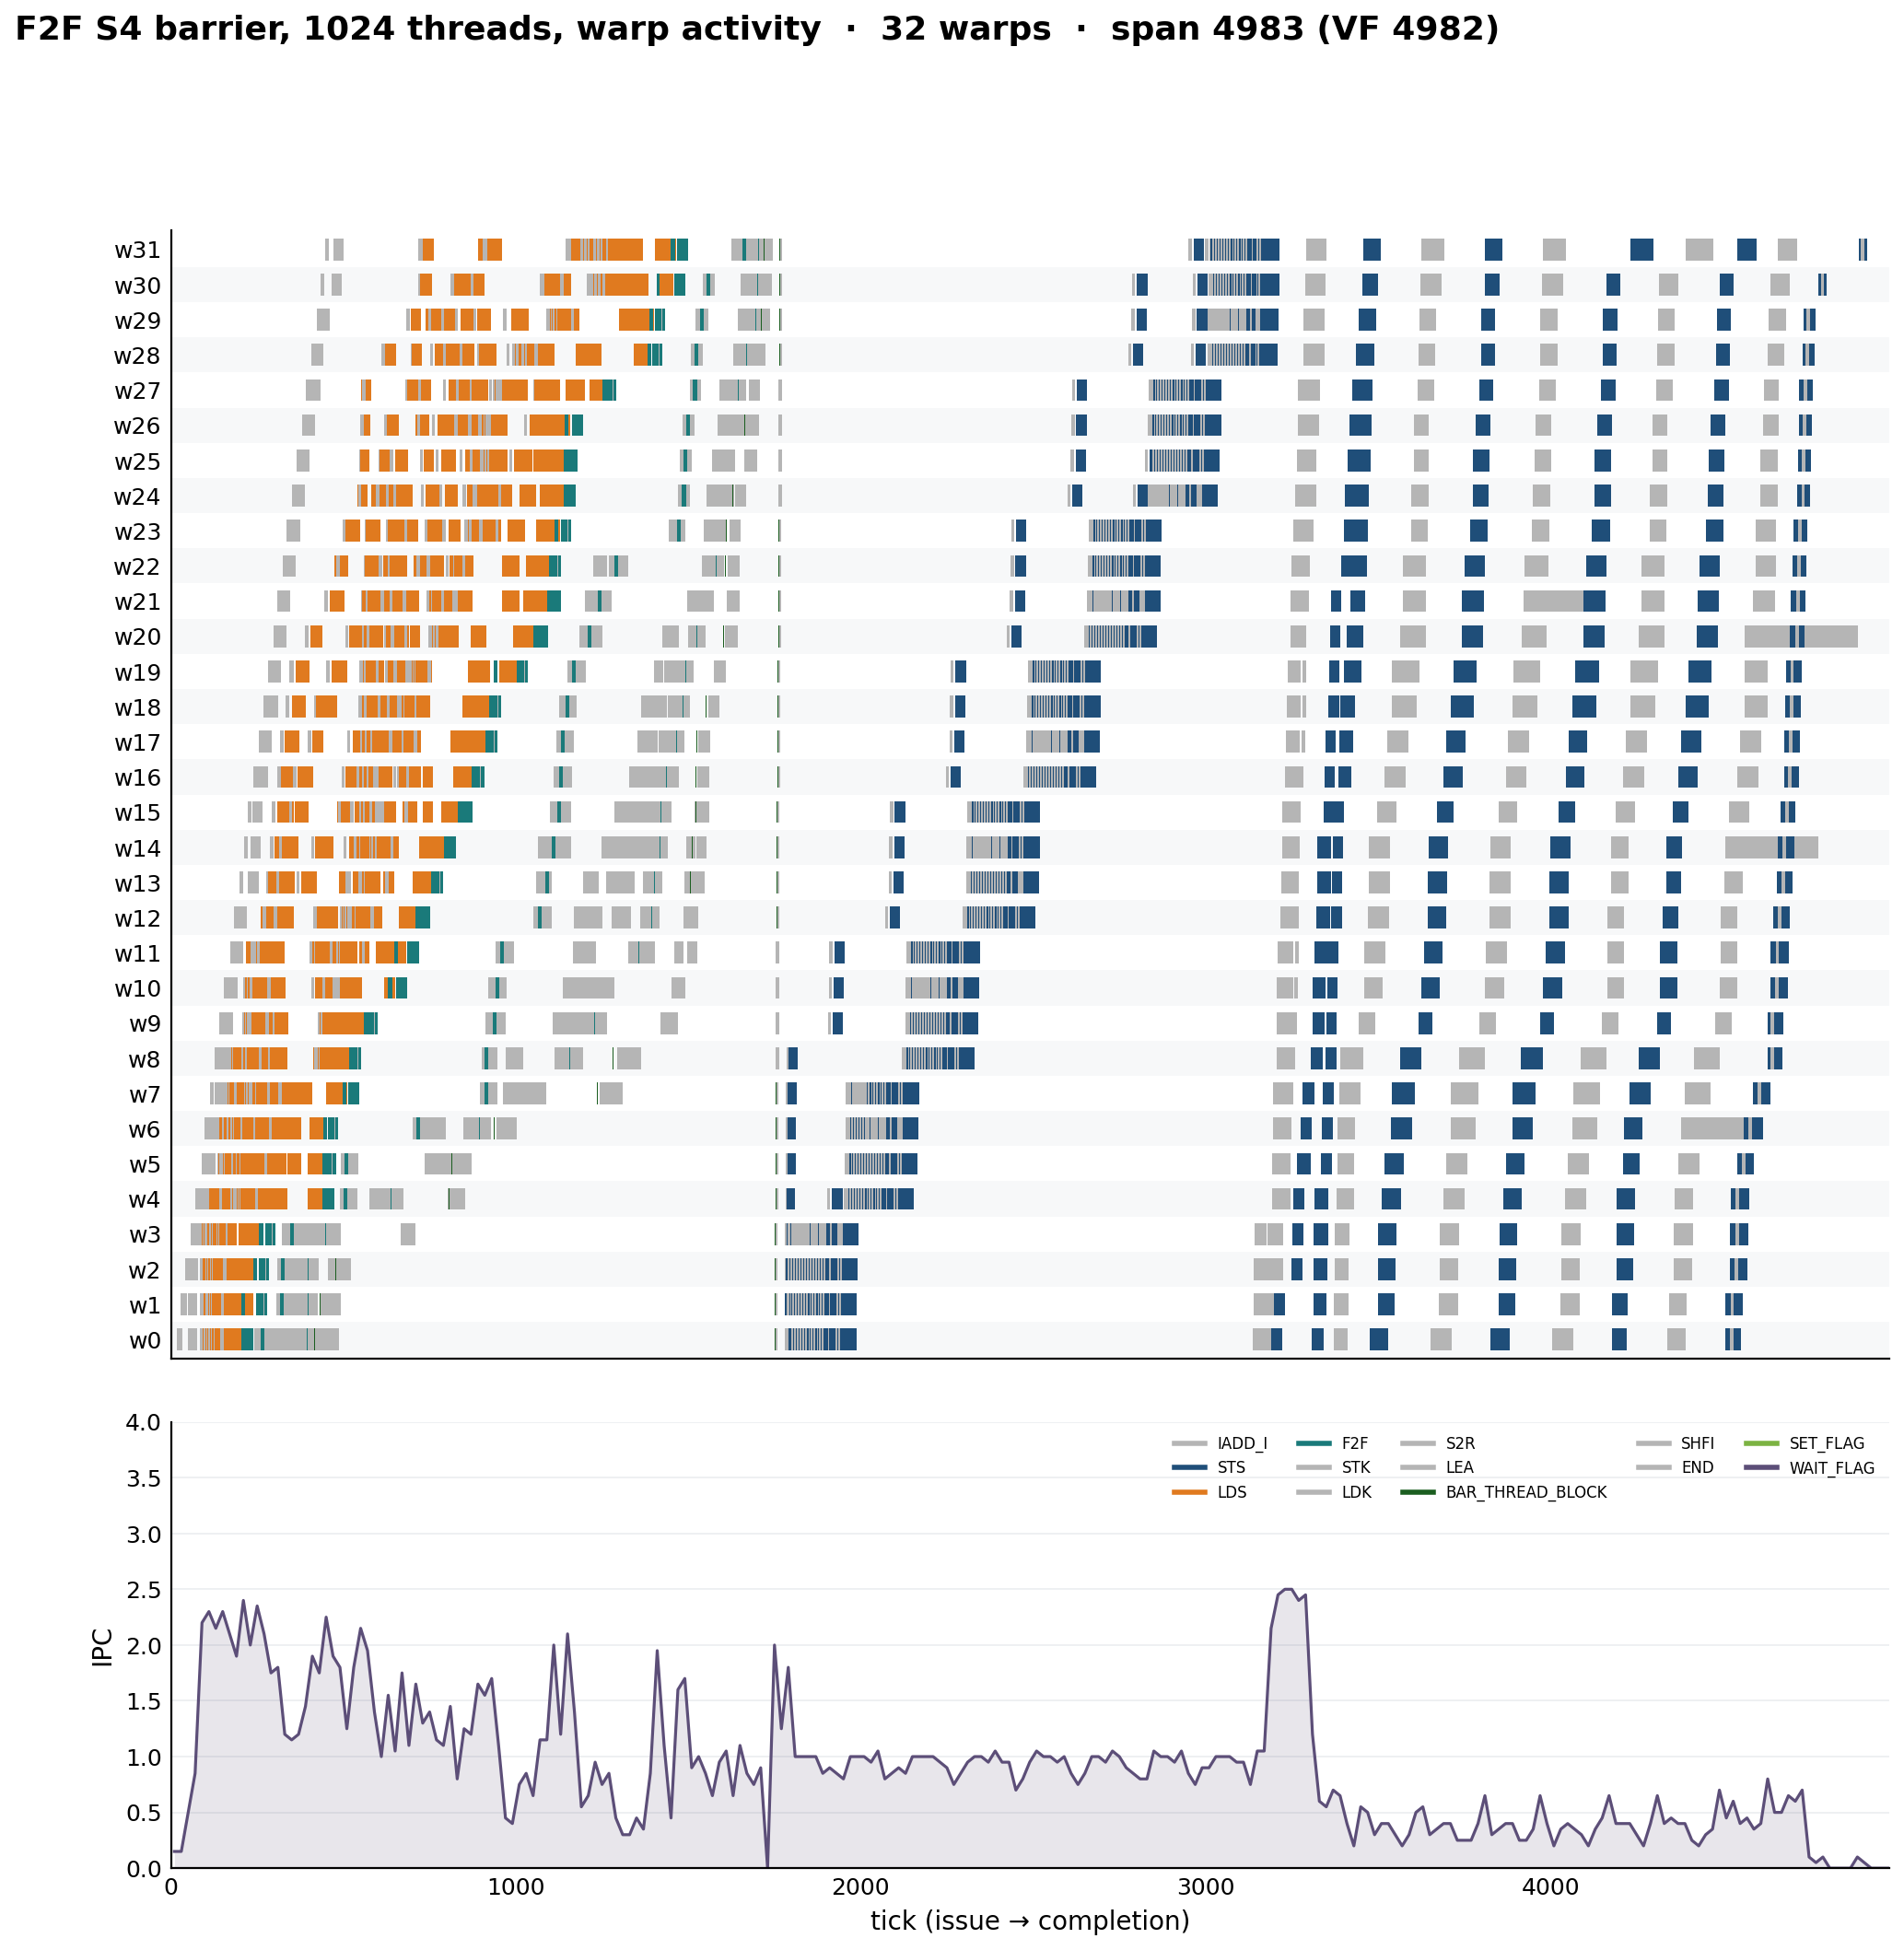 F2F S4 barrier, 1024 threads, warp activity · 32 warps · span 4983 (VF 4982)
w31
w30
w29
w28
w27
w26
w25
w24
w23
w22
w21
w20
w19
w18
w17
w16
w15
w14
w13
w12
w11
w10
w9
w8
w7
w6
w5
w4
w3
w2
w1
w0
4.0
3.5
3.0
2.5
2.0
1.5
1.0
0.5
0.0
IPC
IADD_I F2F S2R SHFI SET_FLAG
STS STK LEA END WAIT_FLAG
LDS LDK BAR_THREAD_BLOCK
0 1000 2000 3000 4000
tick (issue → completion)